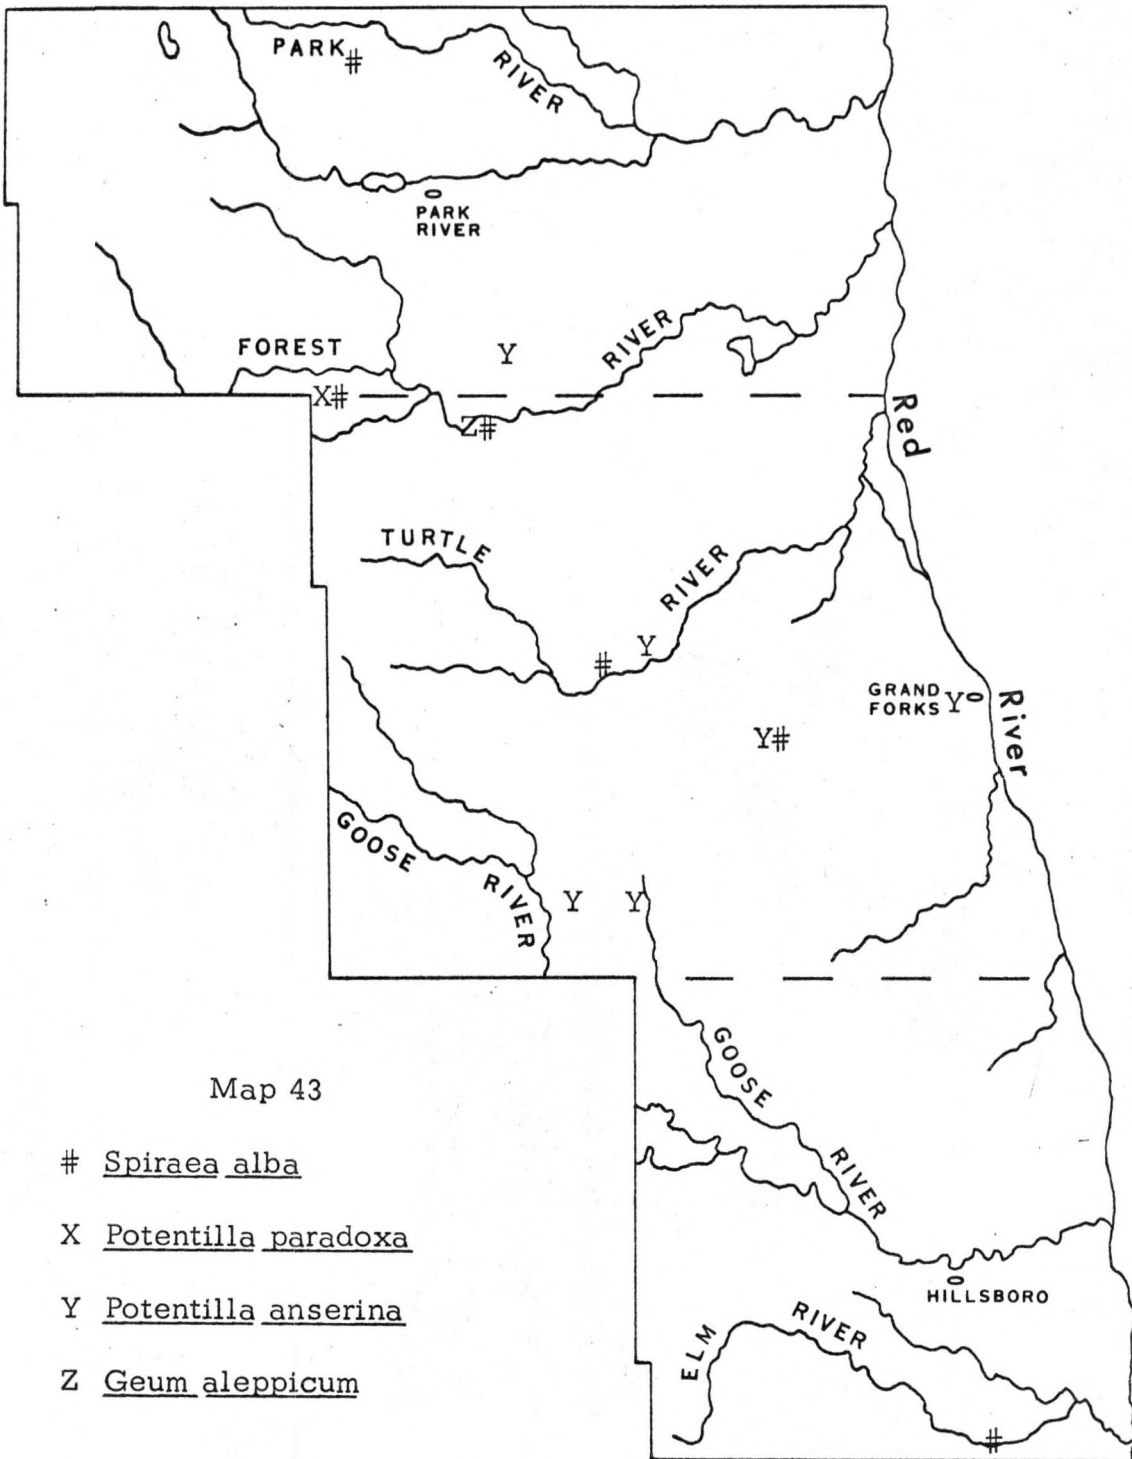 PARK #
RIVER
PARK
RIVER
FOREST
Y
RIVER
X#
Z#
Red
TURTLE
RIVER
# Y
GRAND
FORKS Y
River
Y#
GOOSE
RIVER
Y Y
GOOSE
RIVER
HILLSBORO
ELM
RIVER
#
Map 43
# Spiraea alba
X Potentilla paradoxa
Y Potentilla anserina
Z Geum aleppicum